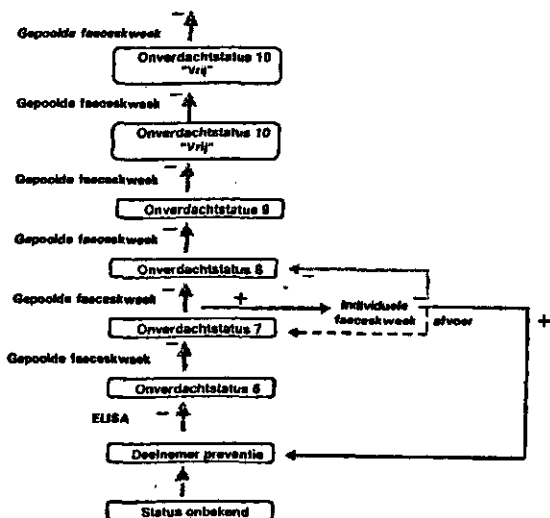 Gepoolde faeceskweek
Onverdachtstatus 10
"Vrij"
Gepoolde faeceskweek
Onverdachtstatus 10
"Vrij"
Gepoolde faeceskweek
Onverdachtstatus 9
Gepoolde faeceskweek
Onverdachtstatus 8
Gepoolde faeceskweek
+
Individuele
faeceskweek
afvoer
+
Onverdachtstatus 7
Gepoolde faeceskweek
Onverdachtstatus 6
ELISA
Deelnemer preventie
Status onbekend